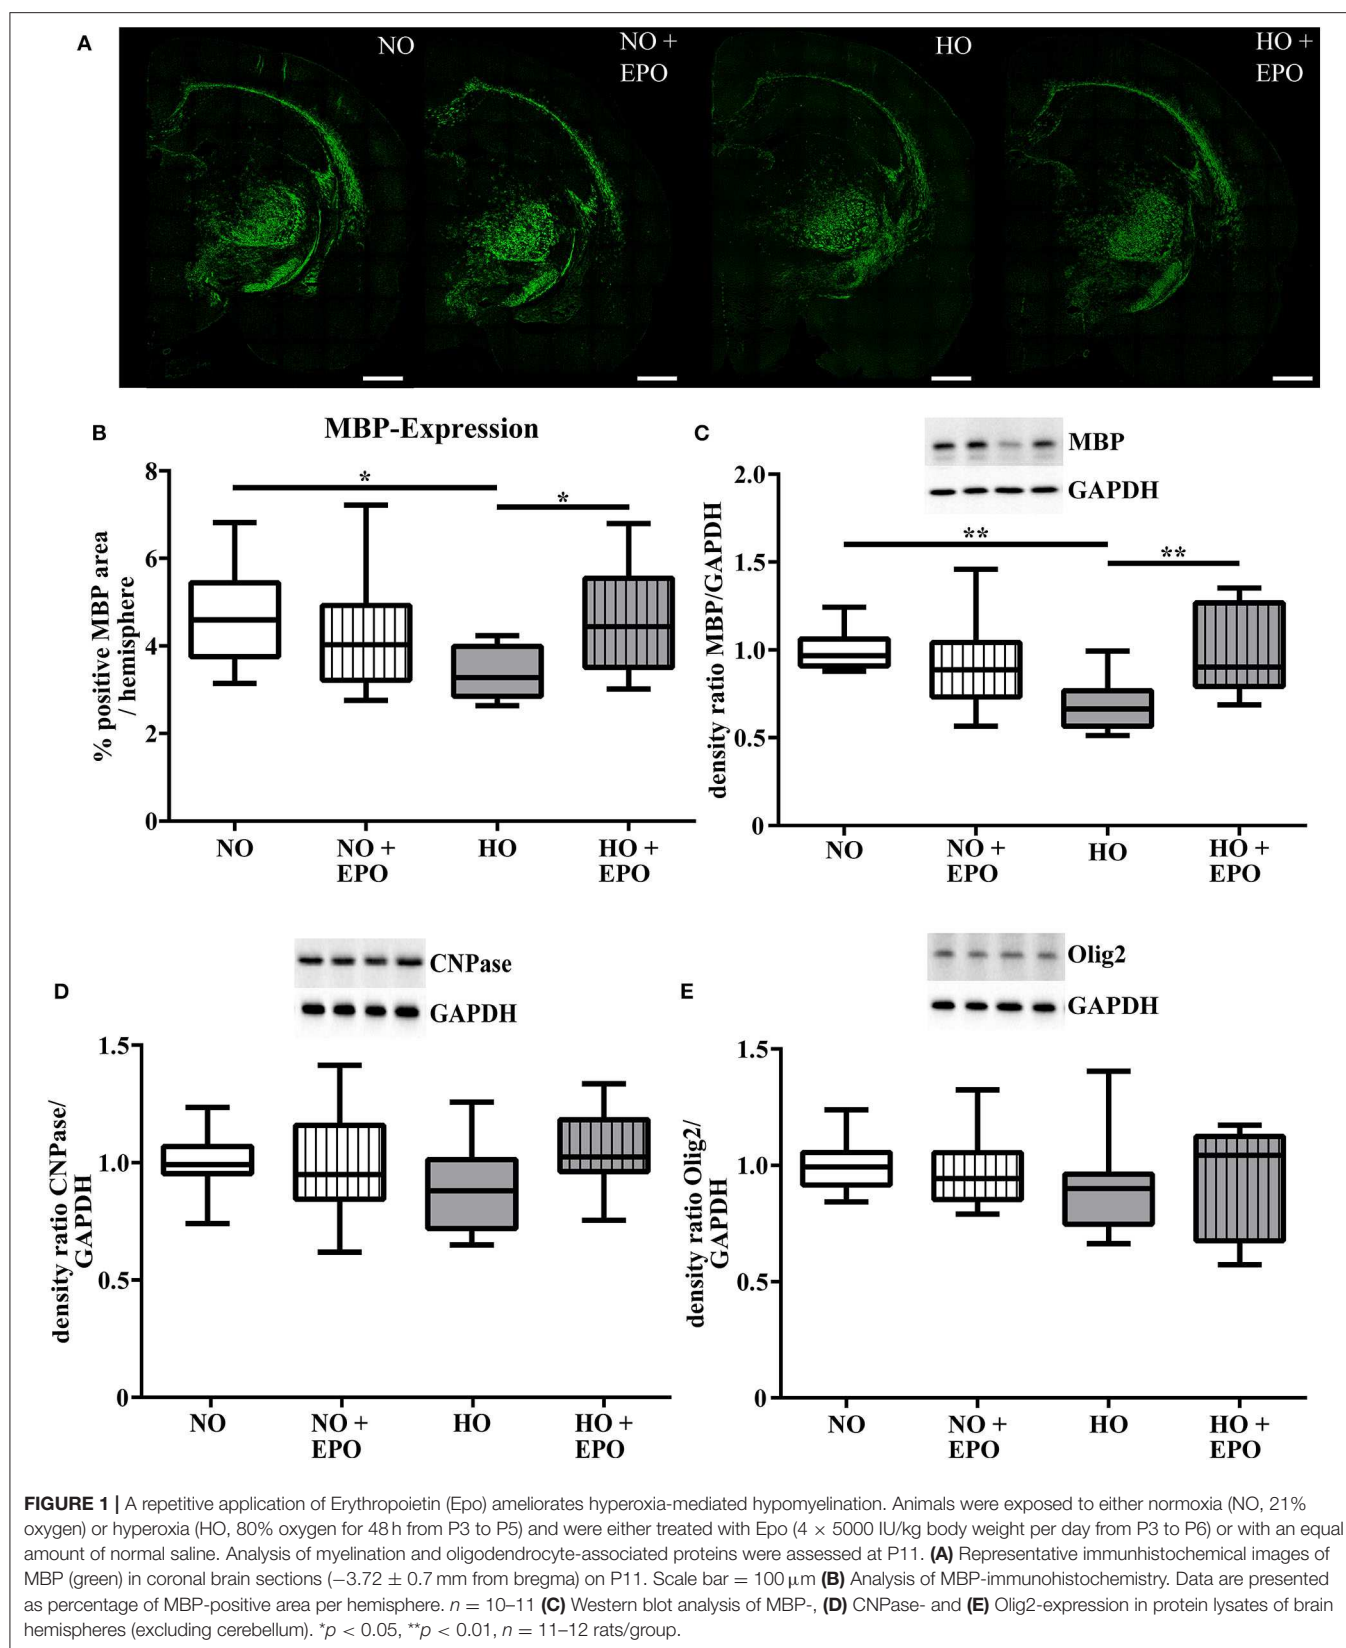 A
NO
NO +
EPO
HO
HO +
EPO
B
MBP-Expression
% positive MBP area
/ hemisphere
8
6
4
2
0
*
*
NO
NO +
EPO
HO
HO +
EPO
C
MBP
GAPDH
density ratio MBP/GAPDH
2.0
1.5
1.0
0.5
0
**
**
NO
NO +
EPO
HO
HO +
EPO
D
CNPase
GAPDH
density ratio CNPase/
GAPDH
1.5
1.0
0.5
0
NO
NO +
EPO
HO
HO +
EPO
E
Olig2
GAPDH
density ratio Olig2/
GAPDH
1.5
1.0
0.5
0
NO
NO +
EPO
HO
HO +
EPO
FIGURE 1 | A repetitive application of Erythropoietin (Epo) ameliorates hyperoxia-mediated hypomyelination. Animals were exposed to either normoxia (NO, 21%
oxygen) or hyperoxia (HO, 80% oxygen for 48 h from P3 to P5) and were either treated with Epo (4 × 5000 IU/kg body weight per day from P3 to P6) or with an equal
amount of normal saline. Analysis of myelination and oligodendrocyte-associated proteins were assessed at P11. (A) Representative immunhistochemical images of
MBP (green) in coronal brain sections (−3.72 ± 0.7 mm from bregma) on P11. Scale bar = 100 μm (B) Analysis of MBP-immunohistochemistry. Data are presented
as percentage of MBP-positive area per hemisphere. n = 10–11 (C) Western blot analysis of MBP-, (D) CNPase- and (E) Olig2-expression in protein lysates of brain
hemispheres (excluding cerebellum). *p < 0.05, **p < 0.01, n = 11–12 rats/group.